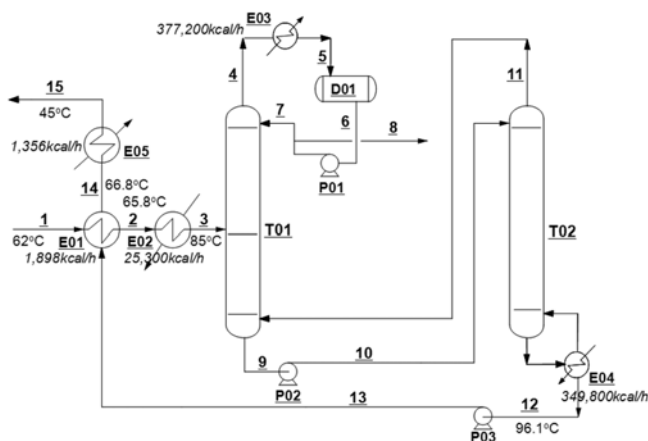 E03
377,200kcal/h
4
5
11
15
D01
45°C
7
6
8
1,356kcal/h
E05
P01
14
66.8°C
65.8°C
1
2
3
T01
T02
62°C
E01
E02
85°C
1,898kcal/h
25,300kcal/h
9
10
P02
E04
349,800kcal/h
13
12
P03
96.1°C